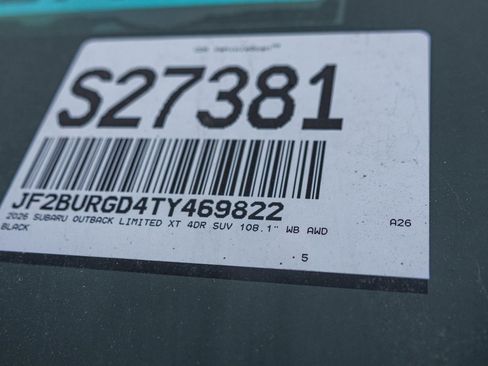 S27381
JF2BURGD4TY469822
2026 SUBARU OUTBACK LIMITED XT 4DR SUV 108.1" WB AWD
A26
BLACK
5